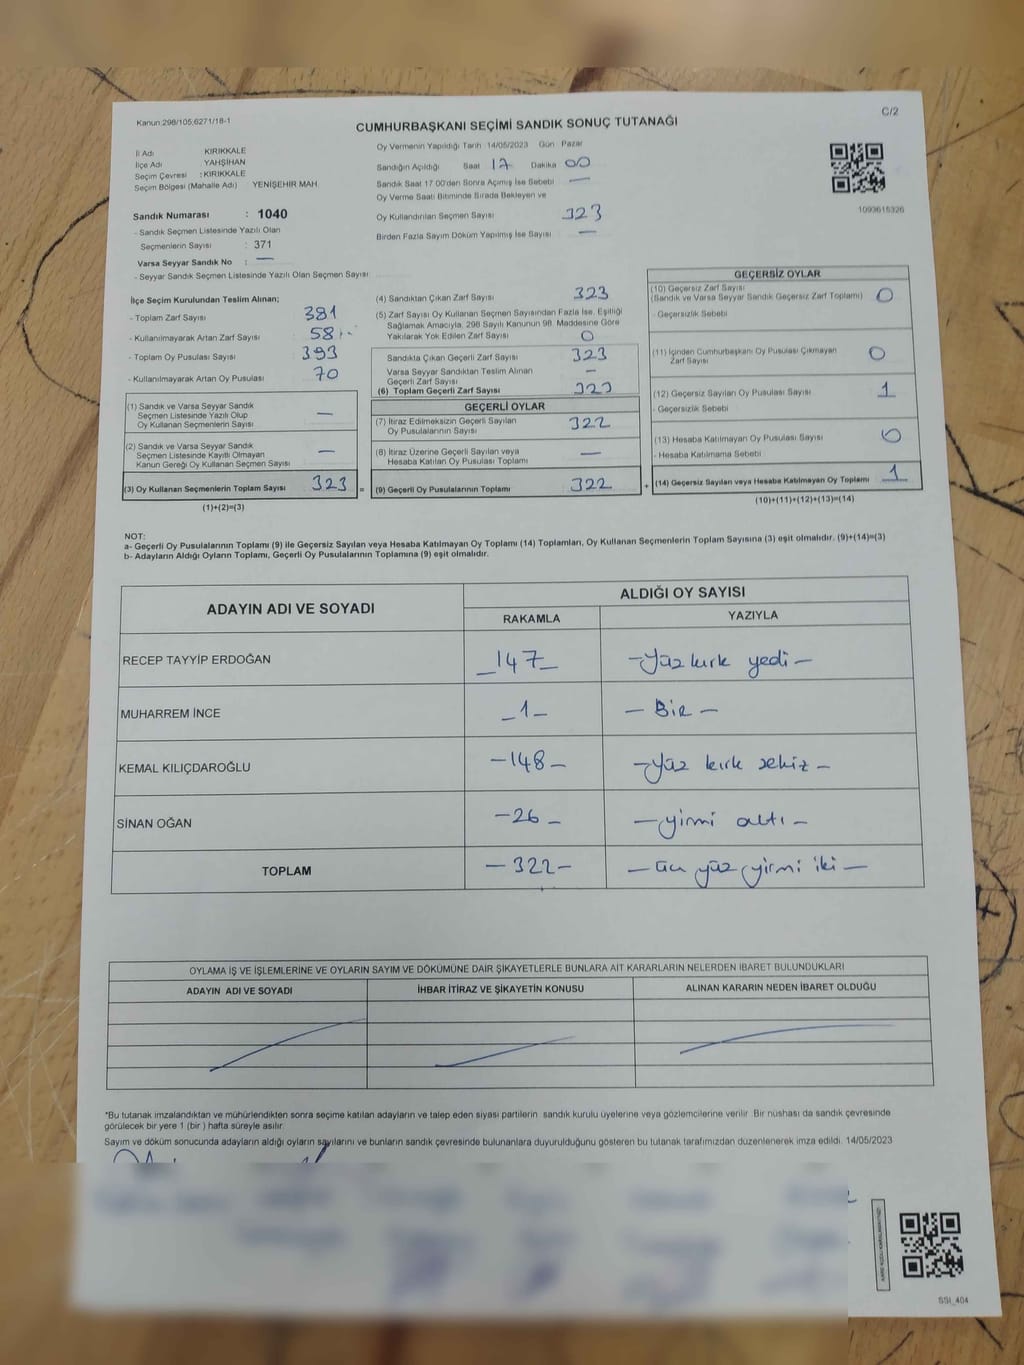 Kanun:298/105,6271/18-1
C/2
CUMHURBAŞKANI SEÇİMİ SANDIK SONUÇ TUTANAĞI
İl Adı KIRIKKALE
İlçe Adı : YAHŞİHAN
Seçim Çevresi : KIRIKKALE
Seçim Bölgesi (Mahalle Adı) YENİŞEHİR MAH.
Sandık Numarası : 1040
- Sandık Seçmen Listesinde Yazılı Olan
Seçmenlerin Sayısı : 371
Varsa Seyyar Sandık No : —
- Seyyar Sandık Seçmen Listesinde Yazılı Olan Seçmen Sayısı
Oy Vermenin Yapıldığı Tarih 14/05/2023 Gün Pazar
Sandığın Açıldığı Saat 17 Dakika 00
Sandık Saat 17.00'den Sonra Açılmış İse Sebebi —
Oy Verme Saati Bitiminde Sırada Bekleyen ve
Oy Kullandırılan Seçmen Sayısı 323
Birden Fazla Sayım Döküm Yapılmış İse Sayısı —
1093615326
İlçe Seçim Kurulundan Teslim Alınan;
- Toplam Zarf Sayısı 381
- Kullanılmayarak Artan Zarf Sayısı 58
- Toplam Oy Pusulası Sayısı 393
- Kullanılmayarak Artan Oy Pusulası 70
(1) Sandık ve Varsa Seyyar Sandık
Seçmen Listesinde Yazılı Olup
Oy Kullanan Seçmenlerin Sayısı —
(2) Sandık ve Varsa Seyyar Sandık
Seçmen Listesinde Kayıtlı Olmayan
Kanun Gereği Oy Kullanan Seçmen Sayısı —
(3) Oy Kullanan Seçmenlerin Toplam Sayısı 323 =
(1)+(2)=(3)
(4) Sandıktan Çıkan Zarf Sayısı 323
(5) Zarf Sayısı Oy Kullanan Seçmen Sayısından Fazla İse, Eşitliği
Sağlamak Amacıyla, 298 Sayılı Kanunun 98. Maddesine Göre
Yakılarak Yok Edilen Zarf Sayısı 0
Sandıkta Çıkan Geçerli Zarf Sayısı 323
Varsa Seyyar Sandıktan Teslim Alınan
Geçerli Zarf Sayısı —
(6) Toplam Geçerli Zarf Sayısı 323
GEÇERLİ OYLAR
(7) İtiraz Edilmeksizin Geçerli Sayılan
Oy Pusulalarının Sayısı 322
(8) İtiraz Üzerine Geçerli Sayılan veya
Hesaba Katılan Oy Pusulası Toplamı —
(9) Geçerli Oy Pusulalarının Toplamı 322 +
GEÇERSİZ OYLAR
(10) Geçersiz Zarf Sayısı
(Sandık ve Varsa Seyyar Sandık Geçersiz Zarf Toplamı) 0
- Geçersizlik Sebebi
(11) İçinden Cumhurbaşkanı Oy Pusulası Çıkmayan
Zarf Sayısı 0
(12) Geçersiz Sayılan Oy Pusulası Sayısı 1
- Geçersizlik Sebebi
(13) Hesaba Katılmayan Oy Pusulası Sayısı 0
- Hesaba Katılmama Sebebi
(14) Geçersiz Sayılan veya Hesaba Katılmayan Oy Toplamı 1
(10)+(11)+(12)+(13)=(14)
NOT:
a- Geçerli Oy Pusulalarının Toplamı (9) ile Geçersiz Sayılan veya Hesaba Katılmayan Oy Toplamı (14) Toplamları, Oy Kullanan Seçmenlerin Toplam Sayısına (3) eşit olmalıdır. (9)+(14)=(3)
b- Adayların Aldığı Oyların Toplamı, Geçerli Oy Pusulalarının Toplamına (9) eşit olmalıdır.
ADAYIN ADI VE SOYADI ALDIĞI OY SAYISI
RAKAMLA YAZIYLA
RECEP TAYYİP ERDOĞAN —147— —Yüz kırk yedi—
MUHARREM İNCE —1— —Bir—
KEMAL KILIÇDAROĞLU —148— —Yüz kırk sekiz—
SİNAN OĞAN —26— —yirmi altı—
TOPLAM —322— —üç yüz yirmi iki—
OYLAMA İŞ VE İŞLEMLERİNE VE OYLARIN SAYIM VE DÖKÜMÜNE DAİR ŞİKAYETLERLE BUNLARA AİT KARARLARIN NELERDEN İBARET BULUNDUKLARI
ADAYIN ADI VE SOYADI İHBAR İTİRAZ VE ŞİKAYETİN KONUSU ALINAN KARARIN NEDEN İBARET OLDUĞU
*Bu tutanak imzalandıktan ve mühürlendikten sonra seçime katılan adayların ve talep eden siyasi partilerin sandık kurulu üyelerine veya gözlemcilerine verilir. Bir nüshası da sandık çevresinde
görülecek bir yere 1 (bir) hafta süreyle asılır.
Sayım ve döküm sonucunda adayların aldığı oyların sayılarını ve bunların sandık çevresinde bulunanlara duyurulduğunu gösteren bu tutanak tarafımızdan düzenlenerek imza edildi. 14/05/2023
SSI_404